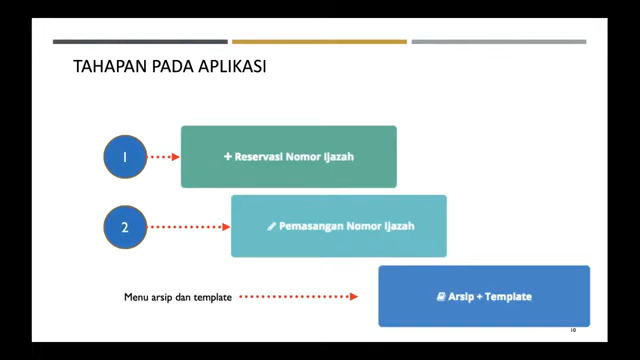 TAHAPAN PADA APLIKASI
1
Reservasi Nomor Ijazah
2
Pemasangan Nomor Ijazah
Menu arsip dan template
Arsip + Template
10